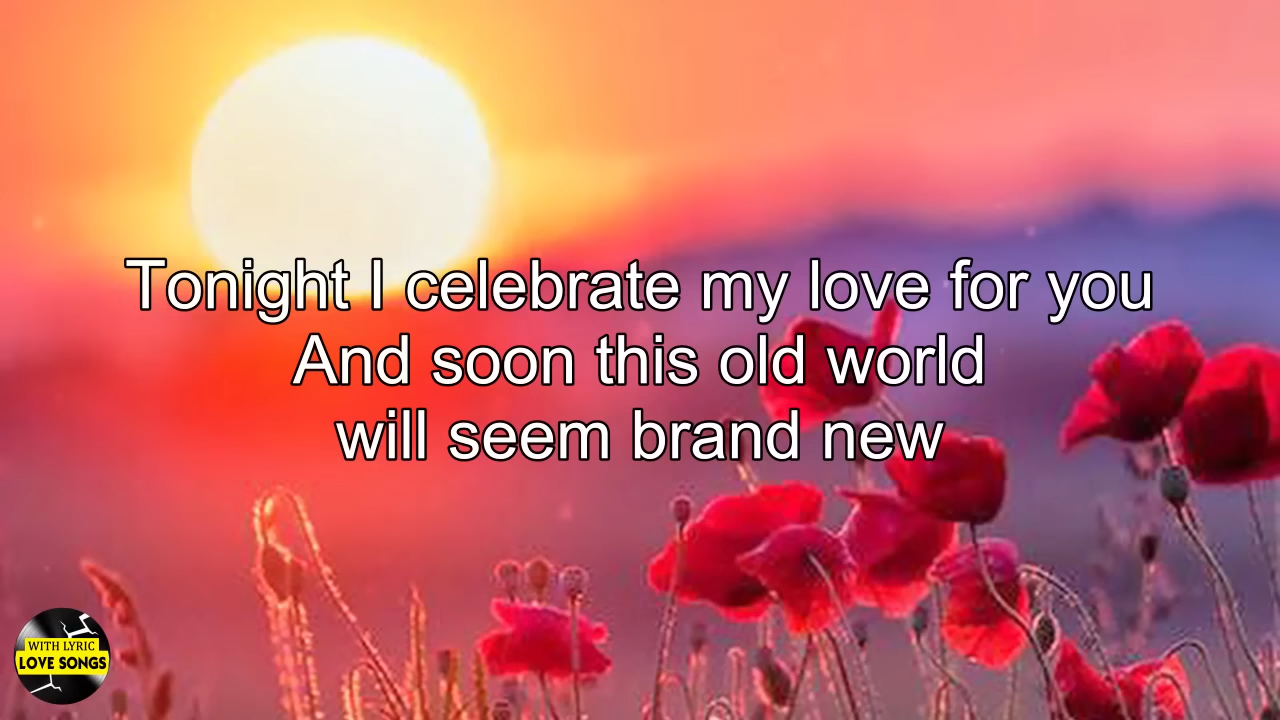 Tonight I celebrate my love for you
And soon this old world
will seem brand new
WITH LYRIC
LOVE SONGS